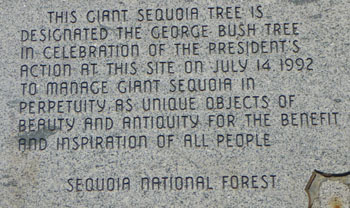 THIS GIANT SEQUOIA TREE IS
DESIGNATED THE GEORGE BUSH TREE
IN CELEBRATION OF THE PRESIDENT'S
ACTION AT THIS SITE ON JULY 14 1992
TO MANAGE GIANT SEQUOIA IN
PERPETUITY AS UNIQUE OBJECTS OF
BEAUTY AND ANTIQUITY FOR THE BENEFIT
AND INSPIRATION OF ALL PEOPLE
SEQUOIA NATIONAL FOREST